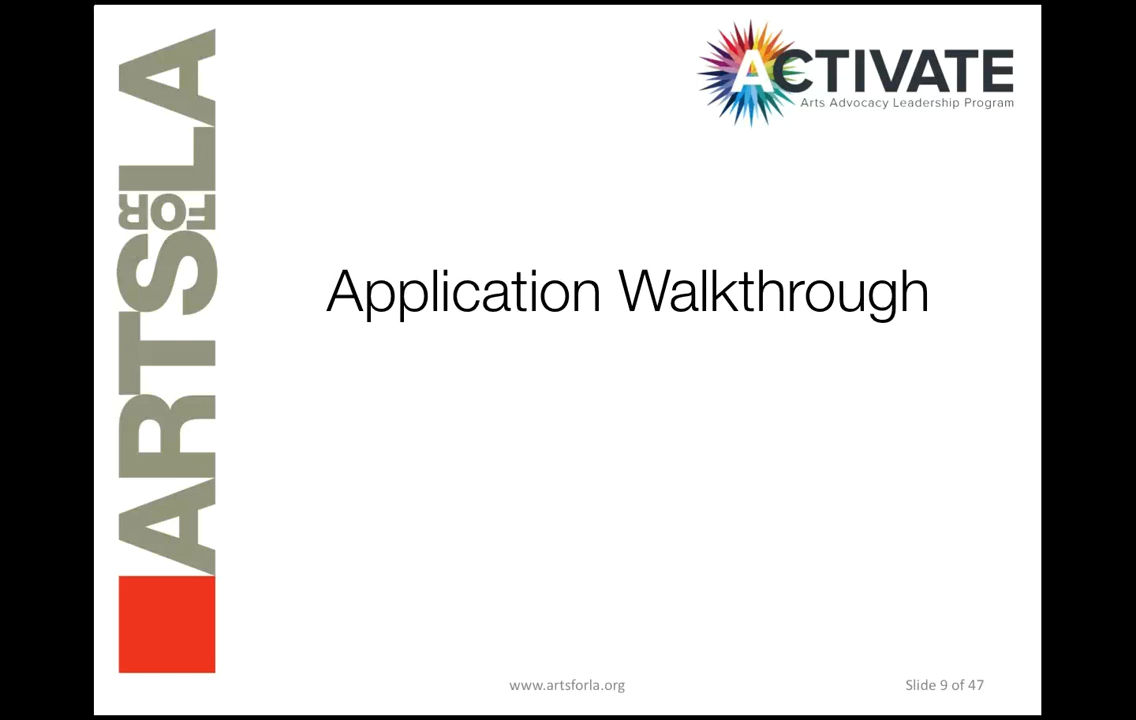 ACTIVATE
Arts Advocacy Leadership Program
ARTS FOR LA
Application Walkthrough
www.artsforla.org
Slide 9 of 47